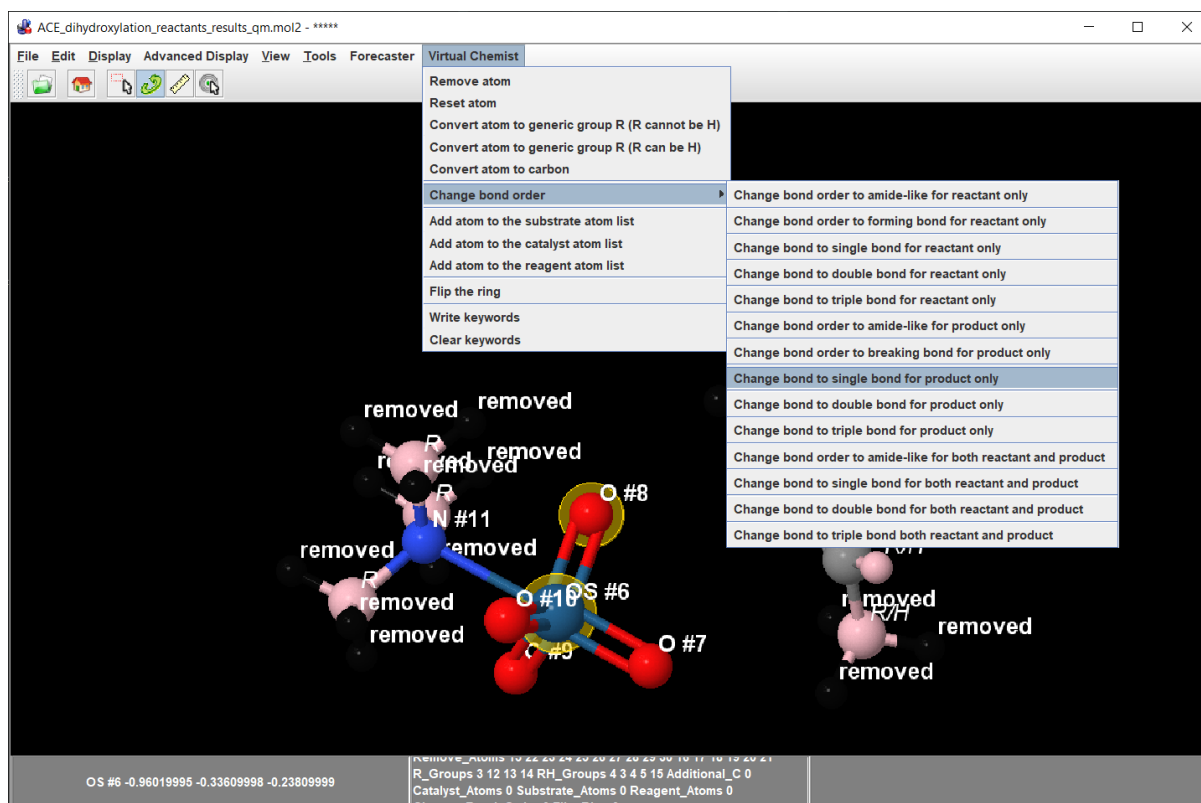 ACE_dihydroxylation_reactants_results_qm.mol2 - *****
File Edit Display Advanced Display View Tools Forecaster Virtual Chemist
Remove atom
Reset atom
Convert atom to generic group R (R cannot be H)
Convert atom to generic group R (R can be H)
Convert atom to carbon
Change bond order
Add atom to the substrate atom list
Add atom to the catalyst atom list
Add atom to the reagent atom list
Flip the ring
Write keywords
Clear keywords
Change bond order to amide-like for reactant only
Change bond order to forming bond for reactant only
Change bond to single bond for reactant only
Change bond to double bond for reactant only
Change bond to triple bond for reactant only
Change bond order to amide-like for product only
Change bond order to breaking bond for product only
Change bond to single bond for product only
Change bond to double bond for product only
Change bond to triple bond for product only
Change bond order to amide-like for both reactant and product
Change bond to single bond for both reactant and product
Change bond to double bond for both reactant and product
Change bond to triple bond both reactant and product
removed
removed
R
removed
removed
R
O #8
N #11
removed
removed
R/H
R
removed
O #10
OS #6
removed
R/H
removed
removed
#9
O #7
removed
OS #6 -0.96019995 -0.33609998 -0.23809999
R_Groups 3 12 13 14 RH_Groups 4 3 4 5 15 Additional_C 0
Catalyst_Atoms 0 Substrate_Atoms 0 Reagent_Atoms 0